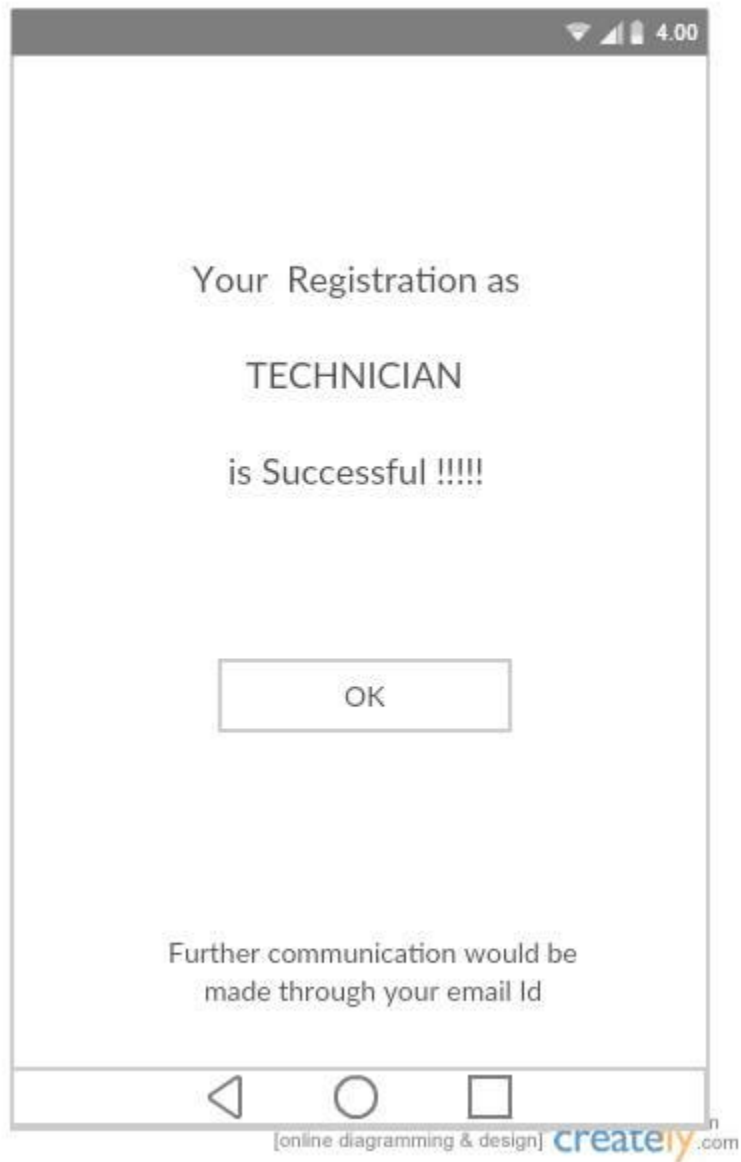 4.00
Your Registration as
TECHNICIAN
is Successful !!!!!
OK
Further communication would be
made through your email Id
[online diagramming & design] creately.com